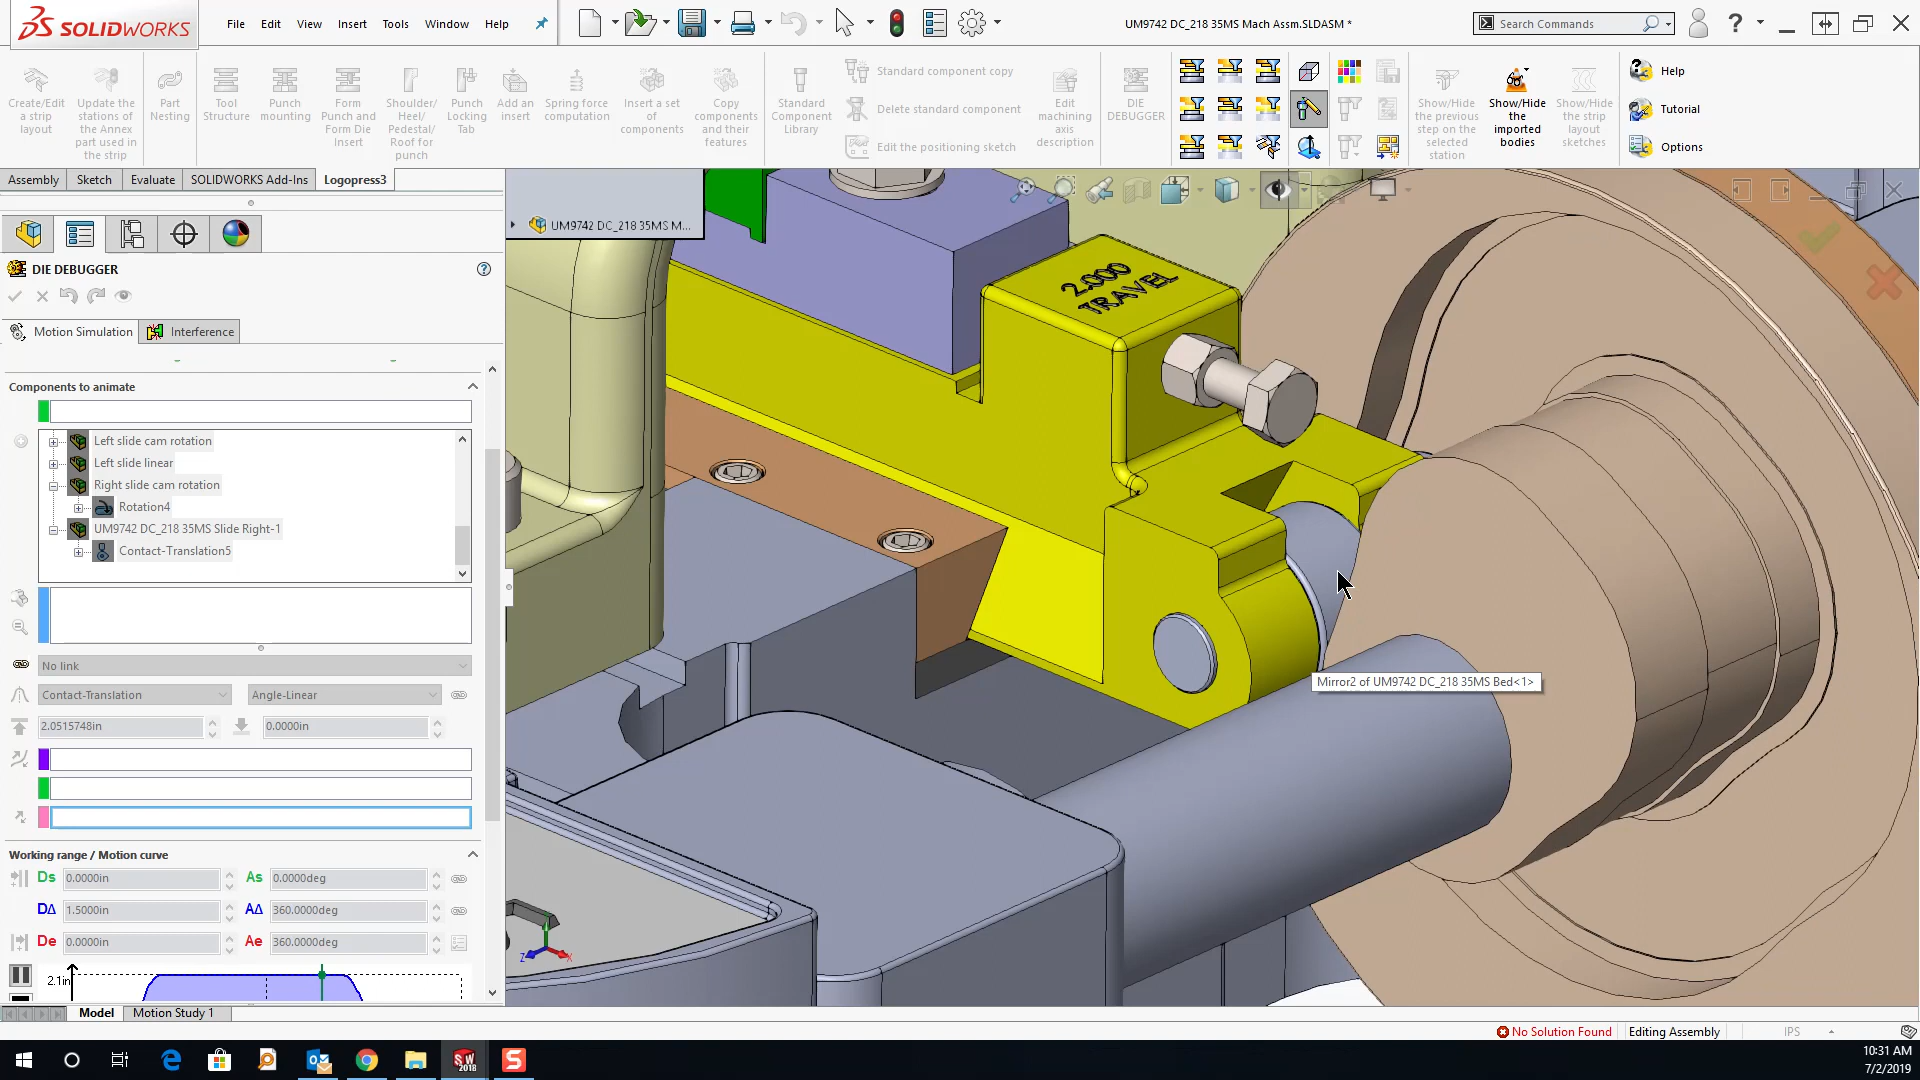 SOLIDWORKS
File Edit View Insert Tools Window Help
UM9742 DC_218 35MS Mach Assm.SLDASM *
Search Commands
Create/Edit a strip layout
Update the stations of the Annex part used in the strip
Part Nesting
Tool Structure
Punch mounting
Form Punch and Form Die Insert
Shoulder/ Heel/ Pedestal/ Roof for punch
Punch Locking Tab
Add an insert
Spring force computation
Insert a set of components
Copy components and their features
Standard Component Library
Standard component copy
Delete standard component
Edit the positioning sketch
Edit machining axis description
DIE DEBUGGER
Show/Hide the previous step on the selected station
Show/Hide the imported bodies
Show/Hide the strip layout sketches
Help
Tutorial
Options
Assembly Sketch Evaluate SOLIDWORKS Add-Ins Logopress3
UM9742 DC_218 35MS M...
DIE DEBUGGER
Motion Simulation Interference
Components to animate
Left slide cam rotation
Left slide linear
Right slide cam rotation
Rotation4
UM9742 DC_218 35MS Slide Right-1
Contact-Translation5
No link
Contact-Translation Angle-Linear
2.0515748in 0.0000in
Working range / Motion curve
Ds 0.0000in As 0.0000deg
DΔ 1.5000in AΔ 360.0000deg
De 0.0000in Ae 360.0000deg
2.1in
2.000
TRAVEL
Mirror2 of UM9742 DC_218 35MS Bed<1>
Z X
Model Motion Study 1
No Solution Found Editing Assembly IPS
SW 2018
10:31 AM
7/2/2019